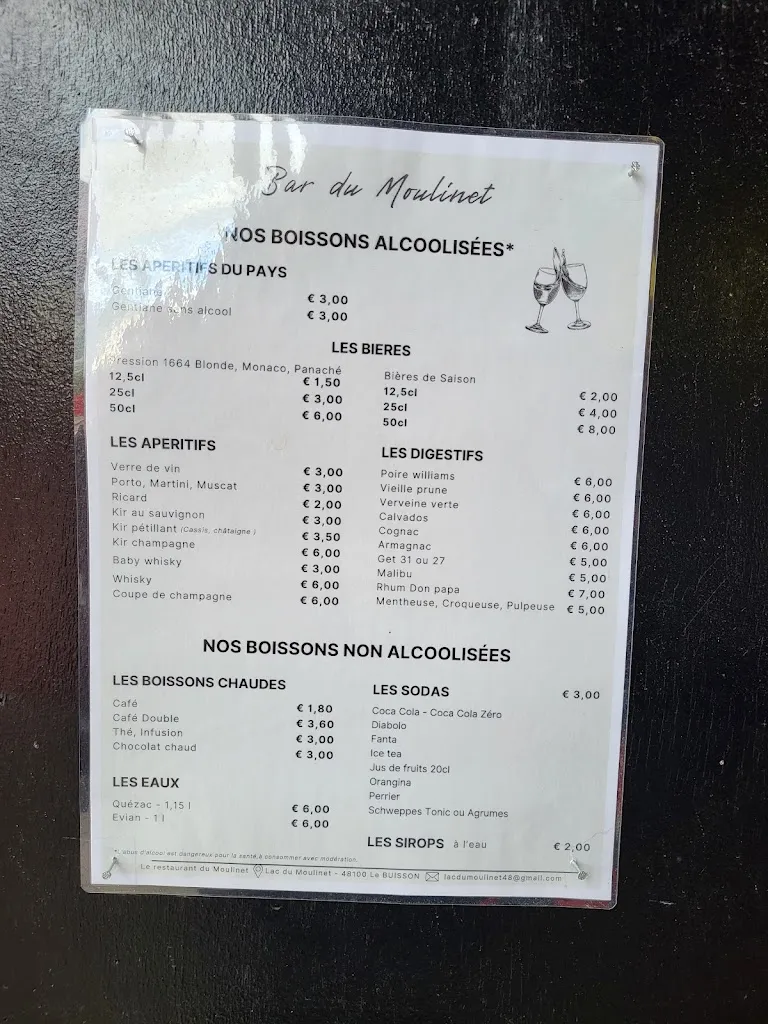 Bar du Moulinet
NOS BOISSONS ALCOOLISÉES*
LES APERITIFS DU PAYS
Gentiane € 3,00
Gentiane sans alcool € 3,00
LES BIERES
Pression 1664 Blonde, Monaco, Panaché
12,5cl € 1,50
25cl € 3,00
50cl € 6,00
Bières de Saison
12,5cl € 2,00
25cl € 4,00
50cl € 8,00
LES APERITIFS
Verre de vin € 3,00
Porto, Martini, Muscat € 3,00
Ricard € 2,00
Kir au sauvignon € 3,00
Kir pétillant (Cassis, châtaigne ) € 3,50
Kir champagne € 6,00
Baby whisky € 3,00
Whisky € 6,00
Coupe de champagne € 6,00
LES DIGESTIFS
Poire williams € 6,00
Vieille prune € 6,00
Verveine verte € 6,00
Calvados € 6,00
Cognac € 6,00
Armagnac € 5,00
Get 31 ou 27 € 5,00
Malibu € 7,00
Rhum Don papa
Mentheuse, Croqueuse, Pulpeuse € 5,00
NOS BOISSONS NON ALCOOLISÉES
LES BOISSONS CHAUDES
Café € 1,80
Café Double € 3,60
Thé, Infusion € 3,00
Chocolat chaud € 3,00
LES EAUX
Quézac - 1,15 l € 6,00
Evian - 1 l € 6,00
LES SODAS € 3,00
Coca Cola - Coca Cola Zéro
Diabolo
Fanta
Ice tea
Jus de fruits 20cl
Orangina
Perrier
Schweppes Tonic ou Agrumes
LES SIROPS à l'eau € 2,00
*L'abus d'alcool est dangereux pour la santé,à consommer avec modération.
Le restaurant du Moulinet Lac du Moulinet - 48100 Le BUISSON lacdumoulinet48@gmail.com